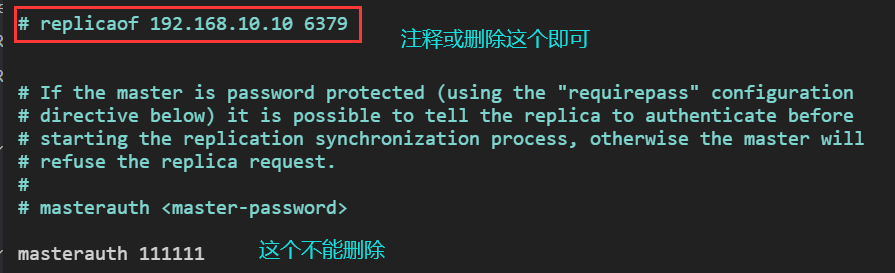 # replicaof 192.168.10.10 6379
注释或删除这个即可
# If the master is password protected (using the "requirepass" configuration
# directive below) it is possible to tell the replica to authenticate before
# starting the replication synchronization process, otherwise the master will
# refuse the replica request.
#
# masterauth <master-password>
masterauth 111111
这个不能删除